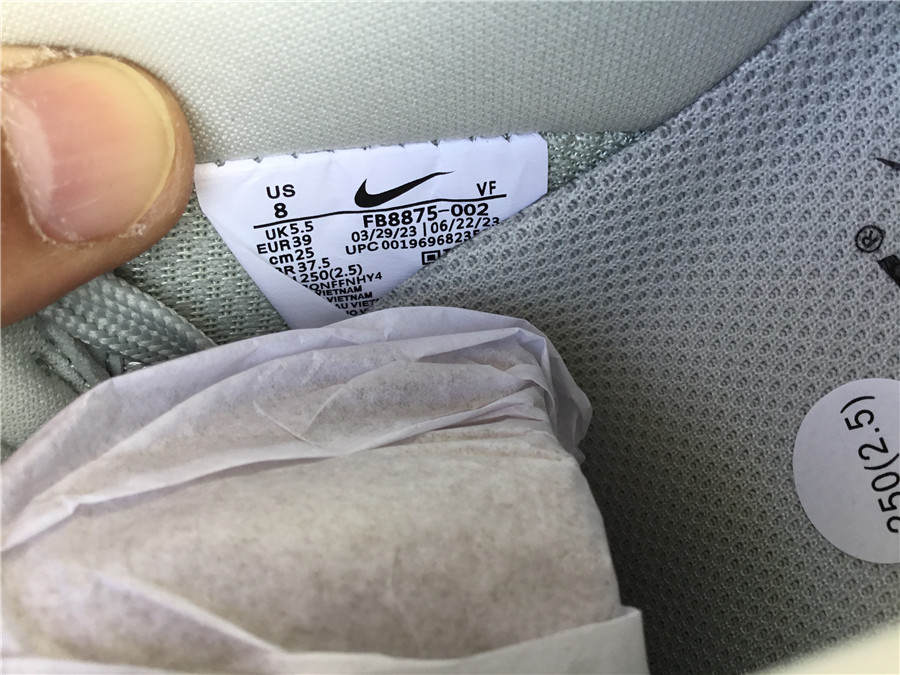 US VF
8 FB8875-002
UK5.5 03/29/23 | 06/22/23
EUR39 UPC 0019696823
cm25
37.5
250(2.5)
VIETNAM
VIETNAM
®
250(2.5)